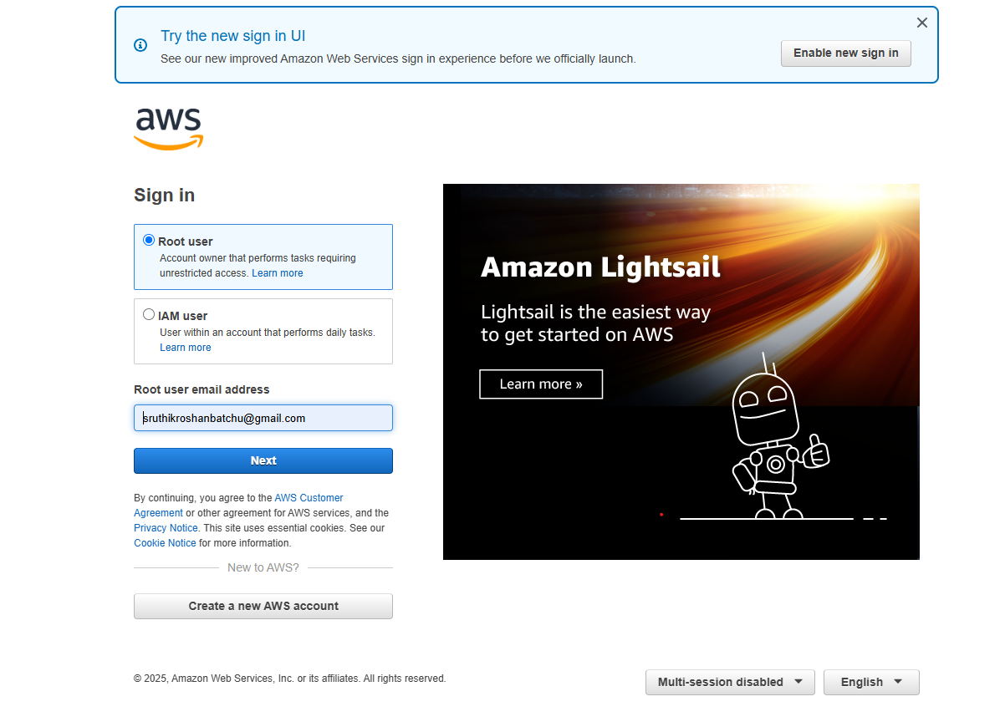 Try the new sign in UI
See our new improved Amazon Web Services sign in experience before we officially launch.
Enable new sign in
aws
Sign in
Root user
Account owner that performs tasks requiring
unrestricted access. Learn more
IAM user
User within an account that performs daily tasks.
Learn more
Root user email address
sruthikroshanbatchu@gmail.com
Next
By continuing, you agree to the AWS Customer
Agreement or other agreement for AWS services, and the
Privacy Notice. This site uses essential cookies. See our
Cookie Notice for more information.
New to AWS?
Create a new AWS account
Amazon Lightsail
Lightsail is the easiest way
to get started on AWS
Learn more »
© 2025, Amazon Web Services, Inc. or its affiliates. All rights reserved.
Multi-session disabled
English